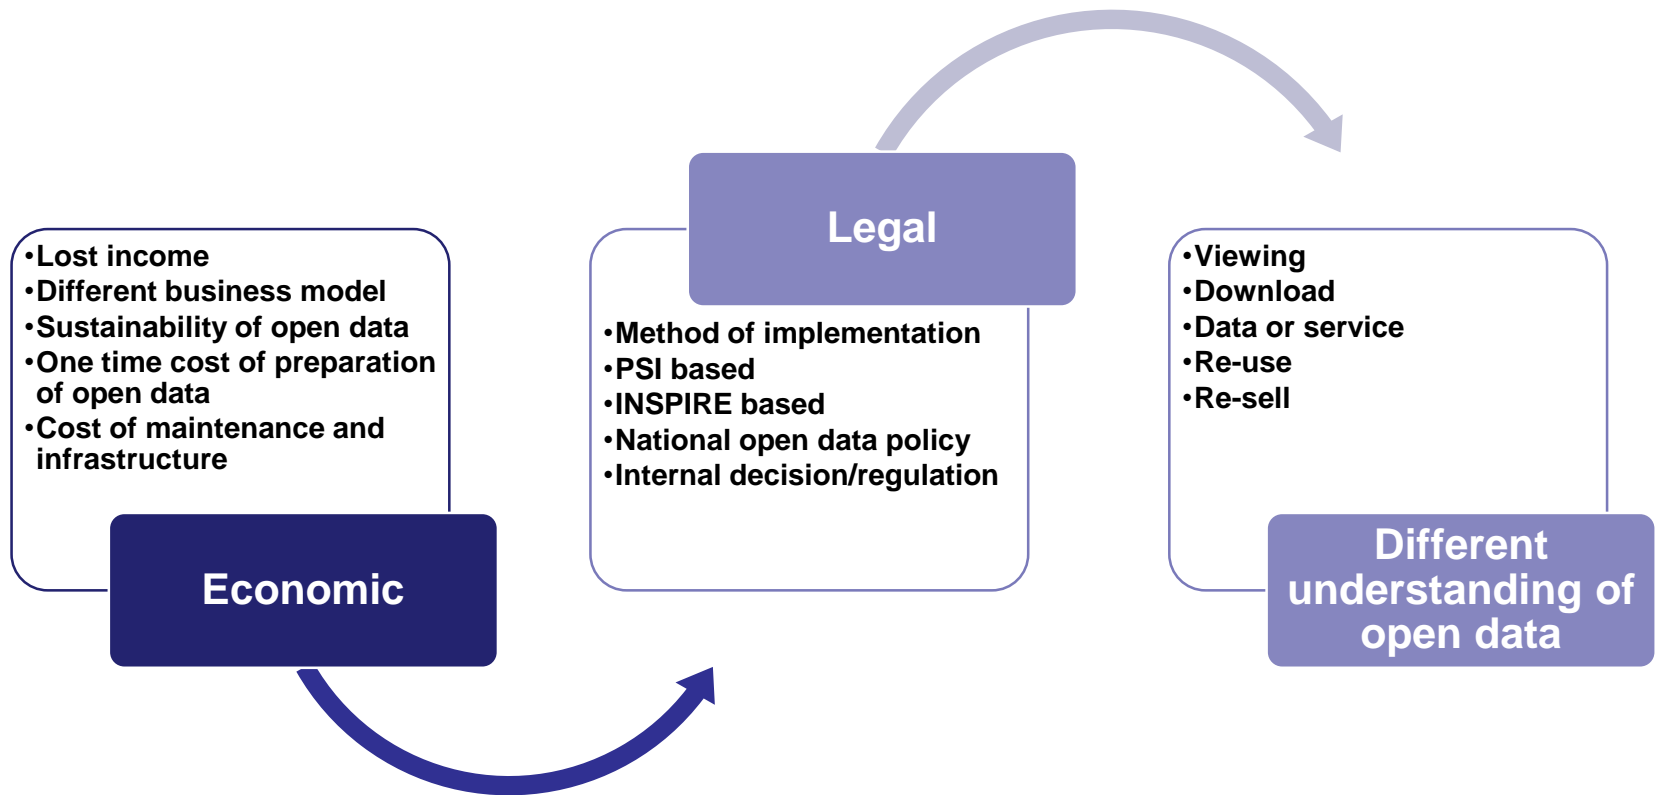 •Lost income
•Different business model
•Sustainability of open data
•One time cost of preparation
of open data
•Cost of maintenance and
infrastructure
Economic
Legal
•Method of implementation
•PSI based
•INSPIRE based
•National open data policy
•Internal decision/regulation
•Viewing
•Download
•Data or service
•Re-use
•Re-sell
Different
understanding of
open data